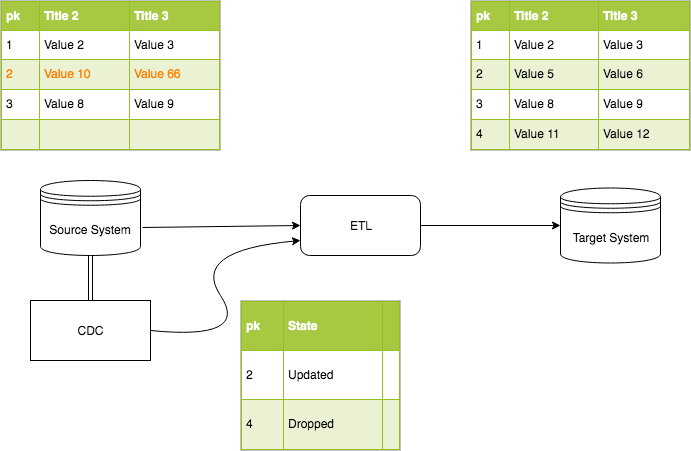 pk Title 2 Title 3
1 Value 2 Value 3
2 Value 10 Value 66
3 Value 8 Value 9
pk Title 2 Title 3
1 Value 2 Value 3
2 Value 5 Value 6
3 Value 8 Value 9
4 Value 11 Value 12
Source System
ETL
Target System
CDC
pk State
2 Updated
4 Dropped